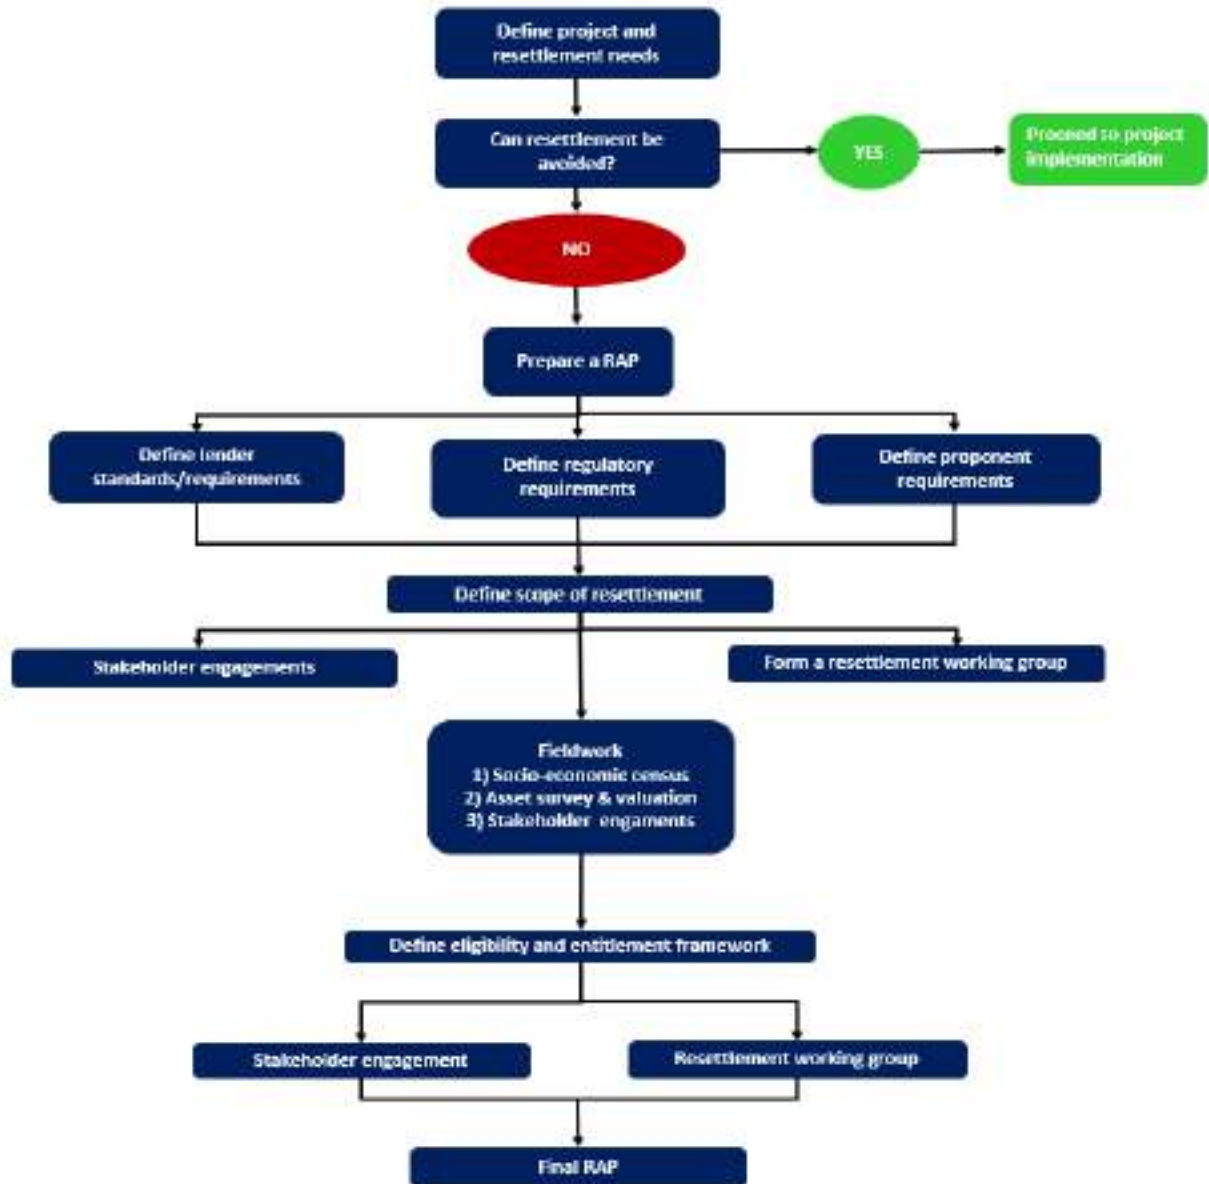 Define project and
resettlement needs
Can resettlement be
avoided?
YES
Proceed to project
implementation
NO
Prepare a RAP
Define lender
standards/requirements
Define regulatory
requirements
Define proponent
requirements
Define scope of resettlement
Stakeholder engagements
Form a resettlement working group
Fieldwork
1) Socio-economic census
2) Asset survey & valuation
3) Stakeholder engaments
Define eligibility and entitlement framework
Stakeholder engagement
Resettlement working group
Final RAP